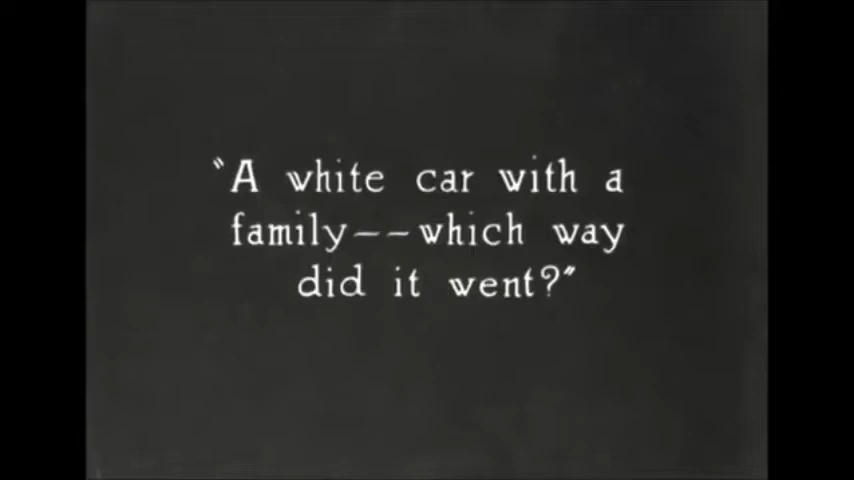 "A white car with a
family--which way
did it went?"